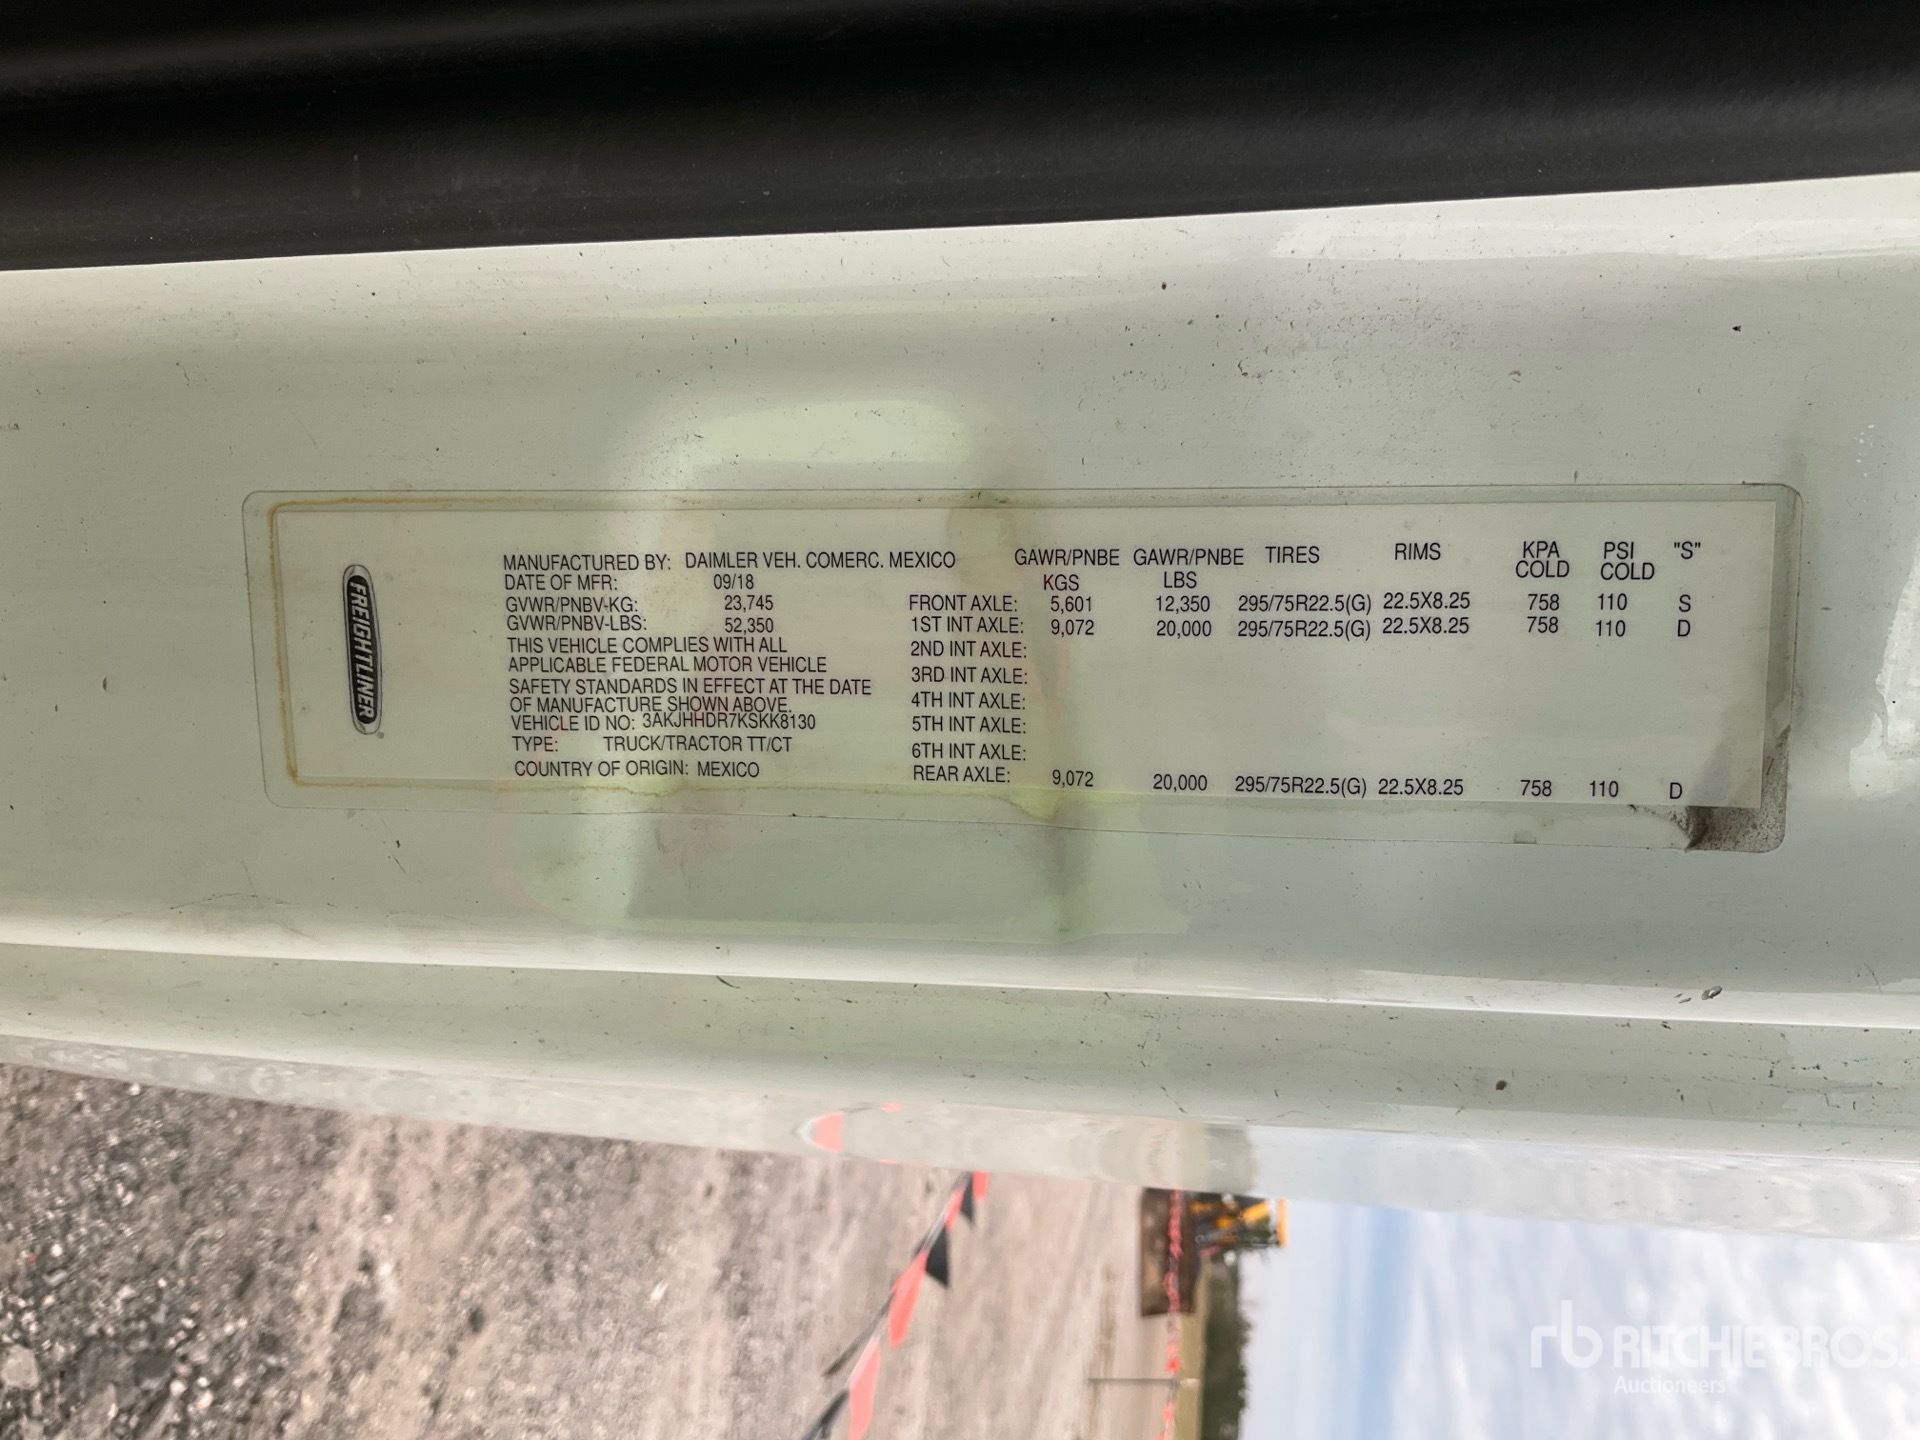 FREIGHTLINER
MANUFACTURED BY: DAIMLER VEH. COMERC. MEXICO
DATE OF MFR: 09/18
GVWR/PNBV-KG: 23,745
GVWR/PNBV-LBS: 52,350
THIS VEHICLE COMPLIES WITH ALL
APPLICABLE FEDERAL MOTOR VEHICLE
SAFETY STANDARDS IN EFFECT AT THE DATE
OF MANUFACTURE SHOWN ABOVE.
VEHICLE ID NO: 3AKJHHDR7KSKK8130
TYPE: TRUCK/TRACTOR TT/CT
COUNTRY OF ORIGIN: MEXICO
GAWR/PNBE GAWR/PNBE TIRES RIMS KPA PSI "S"
KGS LBS COLD COLD
FRONT AXLE: 5,601 12,350 295/75R22.5(G) 22.5X8.25 758 110 S
1ST INT AXLE: 9,072 20,000 295/75R22.5(G) 22.5X8.25 758 110 D
2ND INT AXLE:
3RD INT AXLE:
4TH INT AXLE:
5TH INT AXLE:
6TH INT AXLE:
REAR AXLE: 9,072 20,000 295/75R22.5(G) 22.5X8.25 758 110 D
rb RITCHIE BROS.
Auctioneers